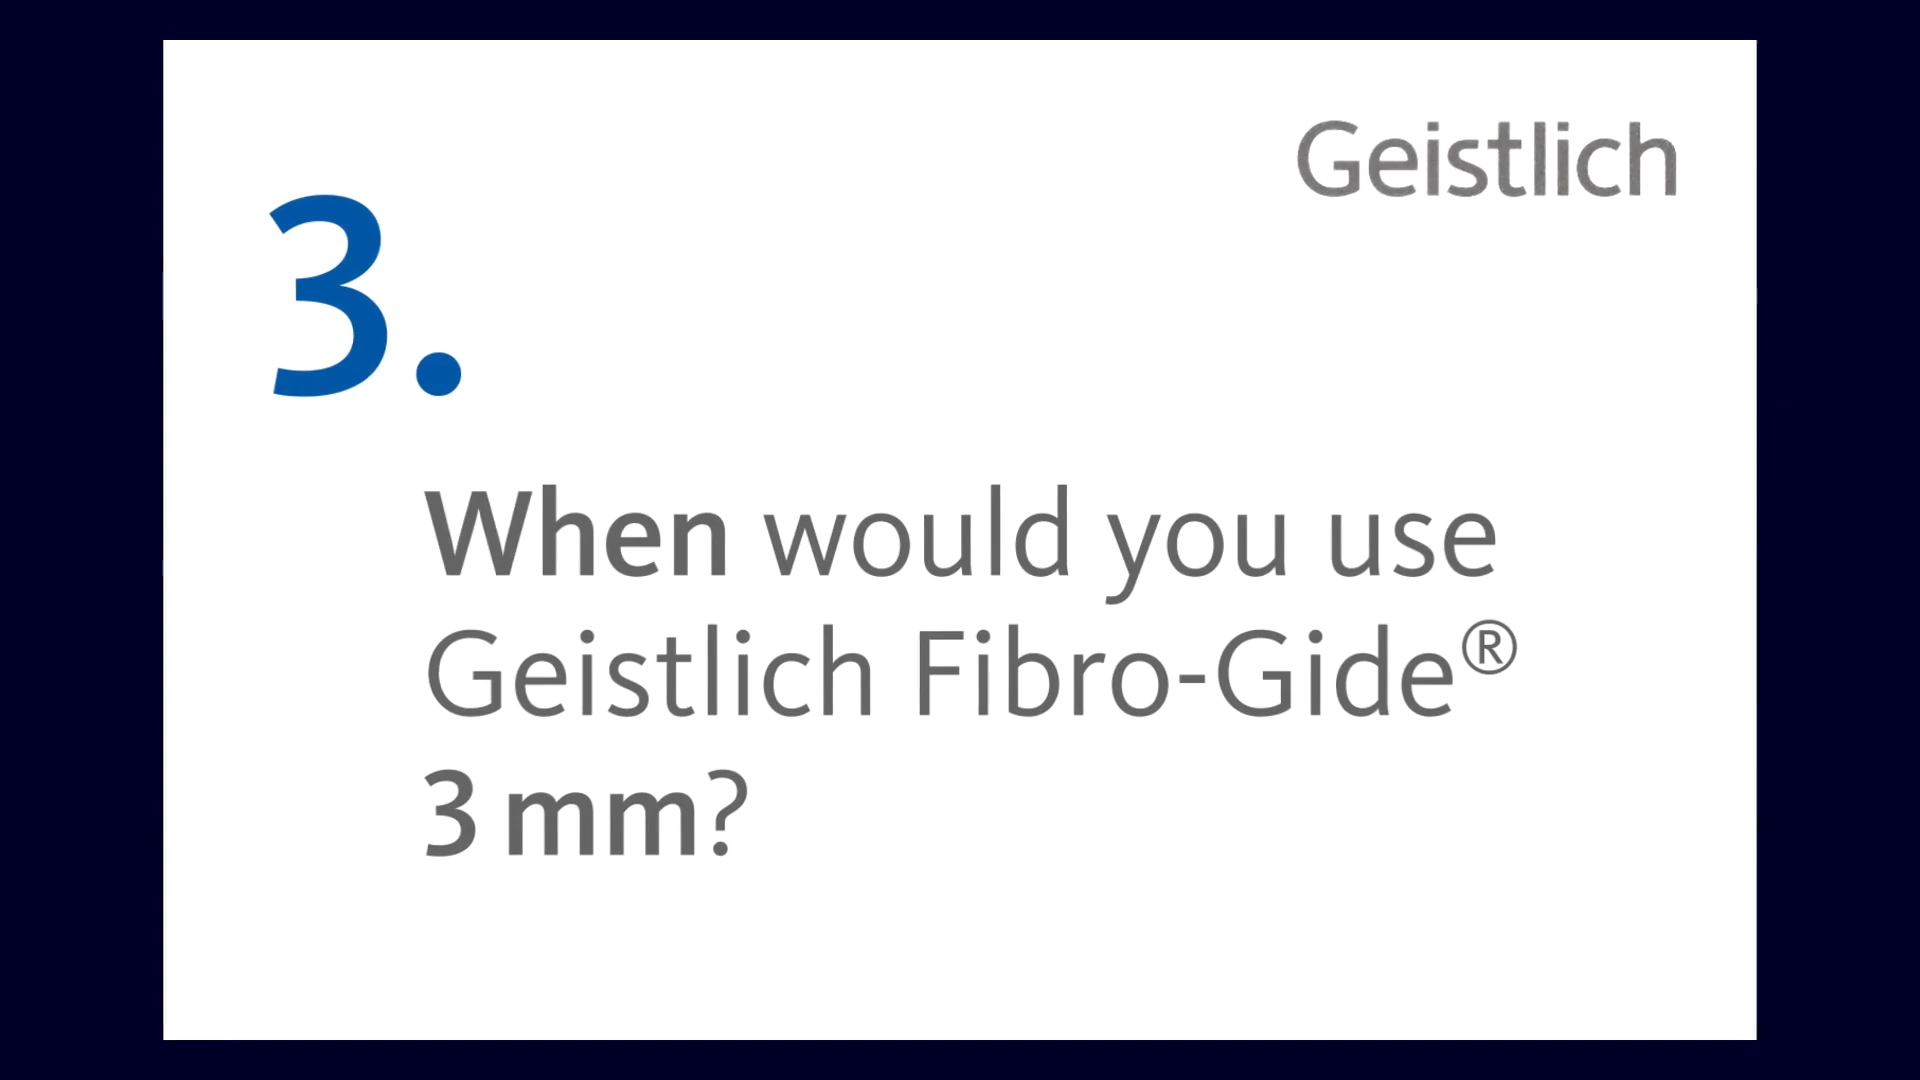 Geistlich
3.
When would you use
Geistlich Fibro-Gide®
3 mm?